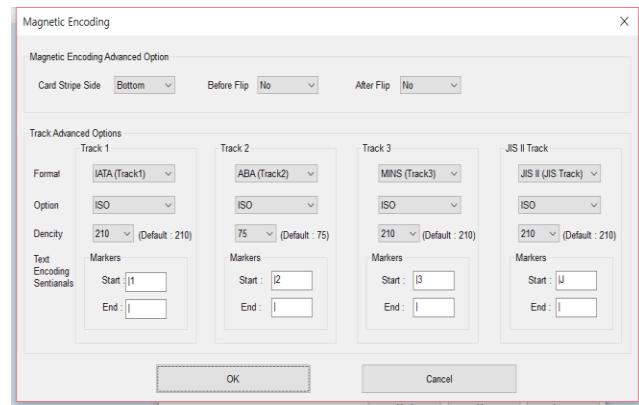 Magnetic Encoding
Magnetic Encoding Advanced Option
Card Stripe Side Bottom Before Flip No After Flip No
Track Advanced Options
Track 1 Track 2 Track 3 JIS II Track
Format IATA (Track1) ABA (Track2) MINS (Track3) JIS II (JIS Track)
Option ISO ISO ISO ISO
Dencity 210 (Default : 210) 75 (Default : 75) 210 (Default : 210) 210 (Default : 210)
Text Encoding Sentianals Markers Markers Markers Markers
Start : |1 Start : |2 Start : |3 Start : |J
End : | End : | End : | End : |
OK Cancel